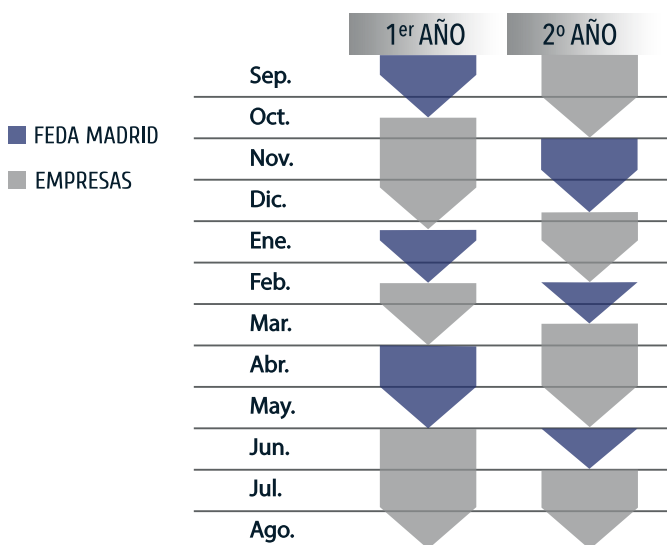 1er AÑO
2º AÑO
Sep.
Oct.
Nov.
Dic.
Ene.
Feb.
Mar.
Abr.
May.
Jun.
Jul.
Ago.
FEDA MADRID
EMPRESAS